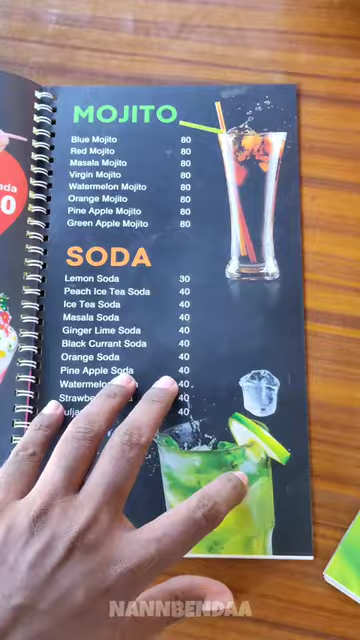 nda
0
MOJITO
Blue Mojito 80
Red Mojito 80
Masala Mojito 80
Virgin Mojito 80
Watermelon Mojito 80
Orange Mojito 80
Pine Apple Mojito 80
Green Apple Mojito 80
SODA
Lemon Soda 30
Peach Ice Tea Soda 40
Ice Tea Soda 40
Masala Soda 40
Ginger Lime Soda 40
Black Currant Soda 40
Orange Soda 40
Pine Apple Soda 40
Watermelon 40
40
40
NANNBENDAA